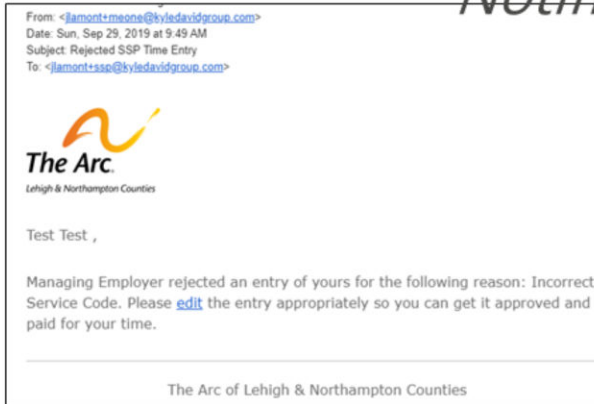 From: <jlamont+meone@kyledavidgroup.com>
Date: Sun, Sep 29, 2019 at 9:49 AM
Subject: Rejected SSP Time Entry
To: <jlamont+ssp@kyledavidgroup.com>
The Arc.
Lehigh & Northampton Counties
Test Test ,
Managing Employer rejected an entry of yours for the following reason: Incorrect
Service Code. Please edit the entry appropriately so you can get it approved and
paid for your time.
The Arc of Lehigh & Northampton Counties